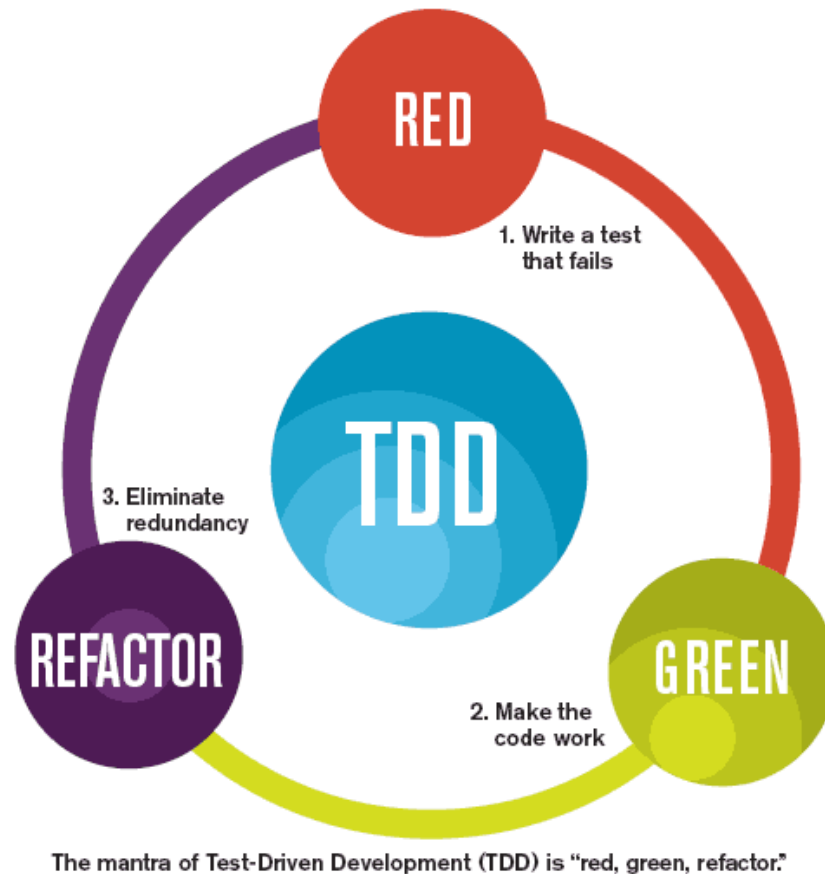 RED
1. Write a test
that fails
TDD
3. Eliminate
redundancy
REFACTOR
GREEN
2. Make the
code work
The mantra of Test-Driven Development (TDD) is “red, green, refactor.”